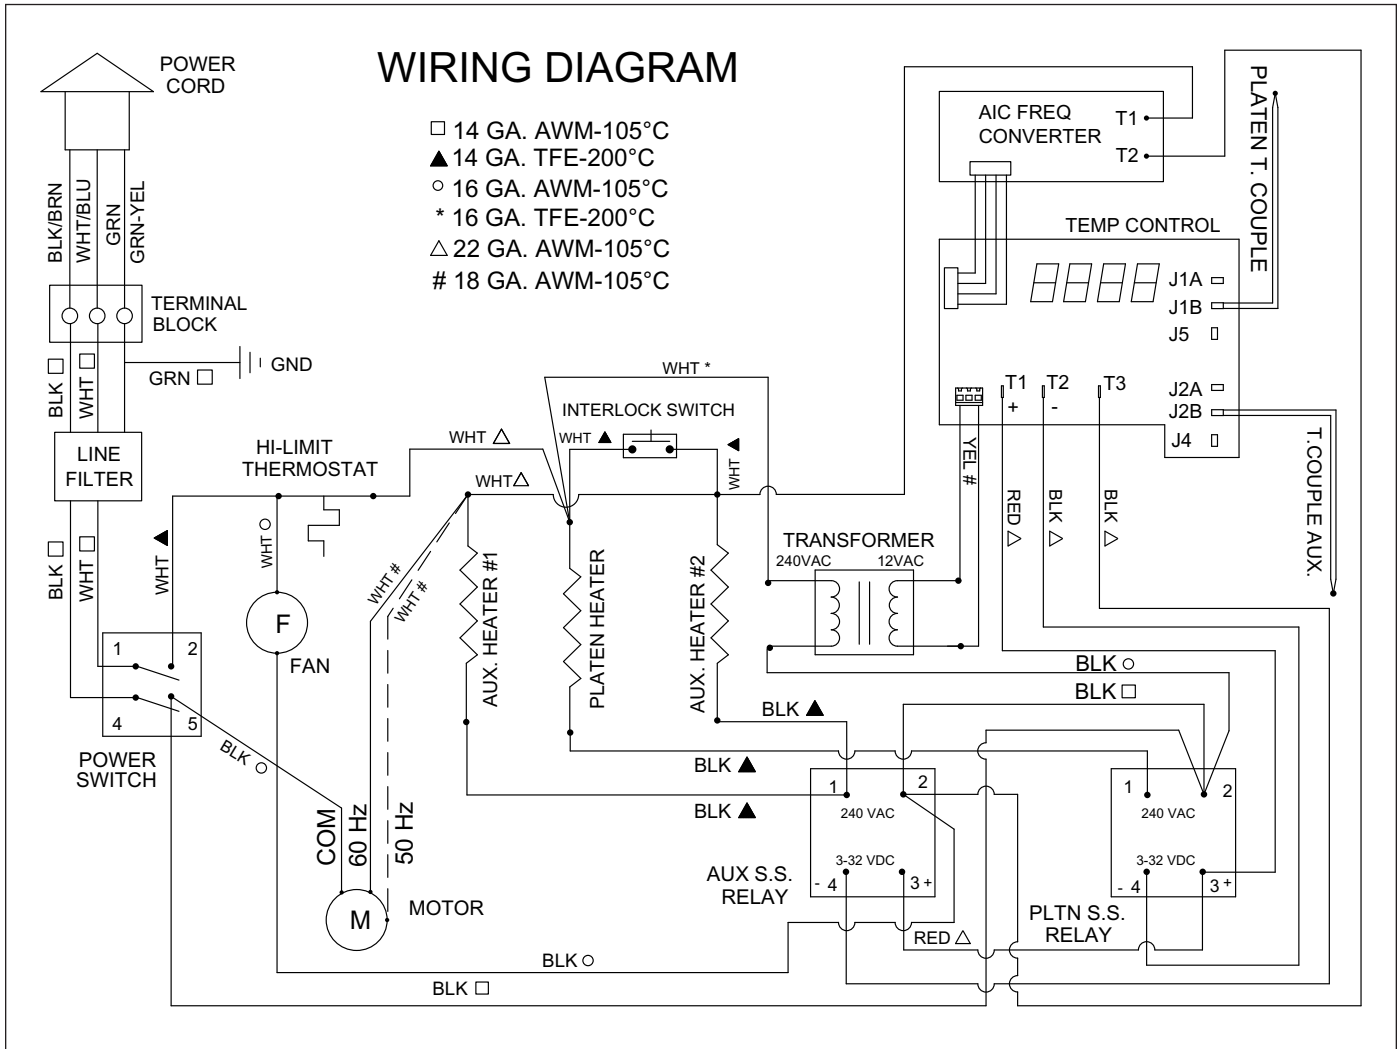 WIRING DIAGRAM
POWER
CORD
□ 14 GA. AWM-105°C
▲ 14 GA. TFE-200°C
○ 16 GA. AWM-105°C
* 16 GA. TFE-200°C
△ 22 GA. AWM-105°C
# 18 GA. AWM-105°C
BLK/BRN
WHT/BLU
GRN
GRN-YEL
TERMINAL
BLOCK
BLK □
WHT □
GRN □
GND
LINE
FILTER
BLK □
WHT □
WHT ▲
HI-LIMIT
THERMOSTAT
WHT ○
F
FAN
1
2
4
5
POWER
SWITCH
BLK ○
COM
60 Hz
50 Hz
M
MOTOR
WHT #
WHT #
WHT △
WHT △
WHT *
INTERLOCK SWITCH
WHT ▲
WHT ▲
AUX. HEATER #1
PLATEN HEATER
AUX. HEATER #2
BLK ▲
BLK ▲
BLK ▲
TRANSFORMER
240VAC
12VAC
AIC FREQ
CONVERTER
T1
T2
PLATEN T. COUPLE
TEMP CONTROL
J1A
J1B
J5
J2A
J2B
J4
T1
+
T2
-
T3
YEL #
RED △
BLK △
BLK △
T.COUPLE AUX.
BLK ○
BLK □
1
2
240 VAC
3-32 VDC
- 4
3 +
AUX S.S.
RELAY
1
2
240 VAC
3-32 VDC
- 4
3 +
PLTN S.S.
RELAY
RED △
BLK ○
BLK □